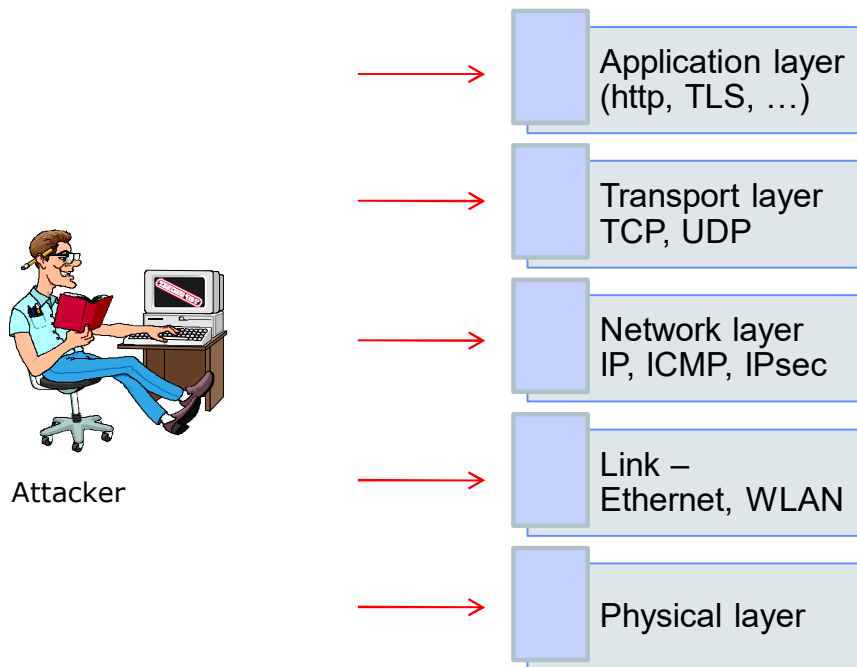 Application layer
(http, TLS, …)
Transport layer
TCP, UDP
Network layer
IP, ICMP, IPsec
Link –
Ethernet, WLAN
Physical layer
Attacker